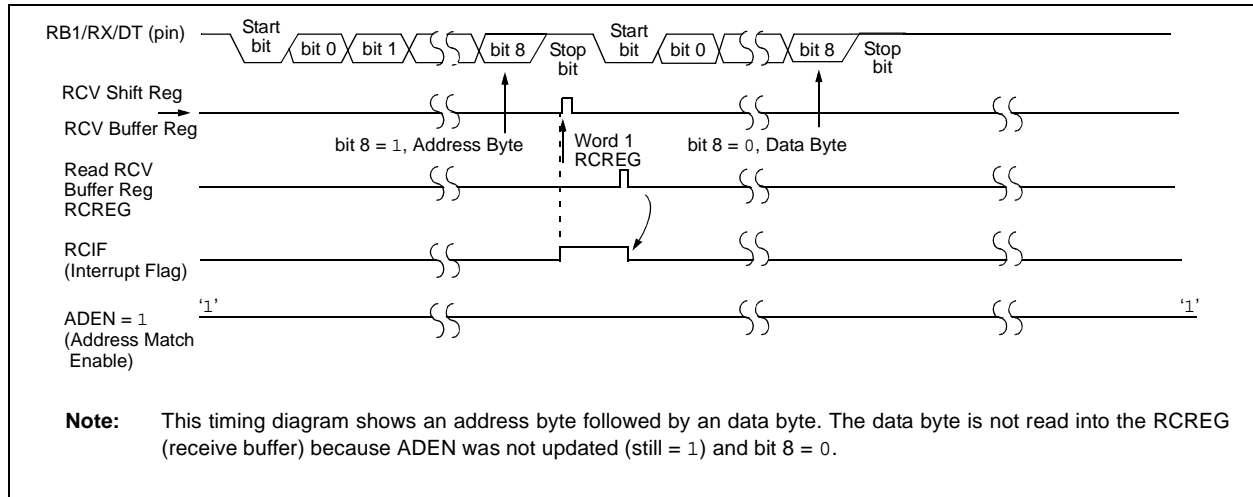 RB1/RX/DT (pin)
Start
bit
bit 0
bit 1
bit 8
Stop
bit
Start
bit
bit 0
bit 8
Stop
bit
RCV Shift Reg
RCV Buffer Reg
bit 8 = 1, Address Byte
Word 1
RCREG
bit 8 = 0, Data Byte
Read RCV
Buffer Reg
RCREG
RCIF
(Interrupt Flag)
ADEN = 1
(Address Match
Enable)
‘1’
‘1’
Note: This timing diagram shows an address byte followed by an data byte. The data byte is not read into the RCREG
(receive buffer) because ADEN was not updated (still = 1) and bit 8 = 0.